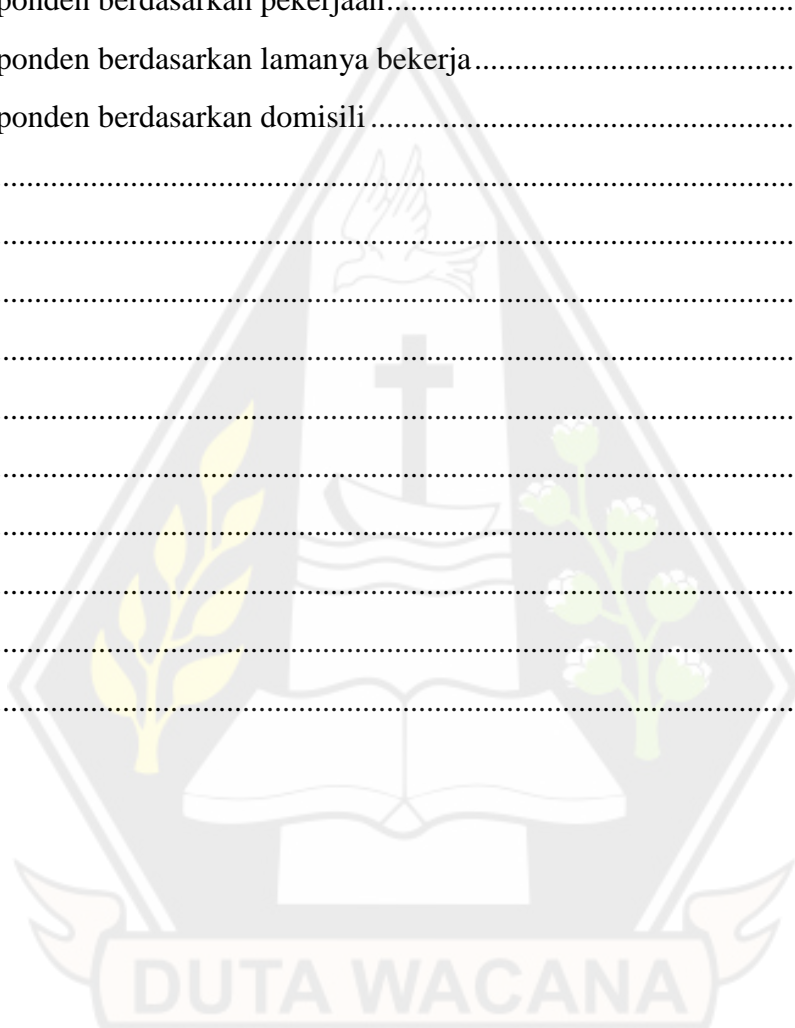 ponden berdasarkan pekerjaan....................................................
ponden berdasarkan lamanya bekerja........................................
ponden berdasarkan domisili.....................................................
....................................................................................................
....................................................................................................
....................................................................................................
....................................................................................................
....................................................................................................
....................................................................................................
....................................................................................................
....................................................................................................
....................................................................................................
....................................................................................................
DUTA WACANA